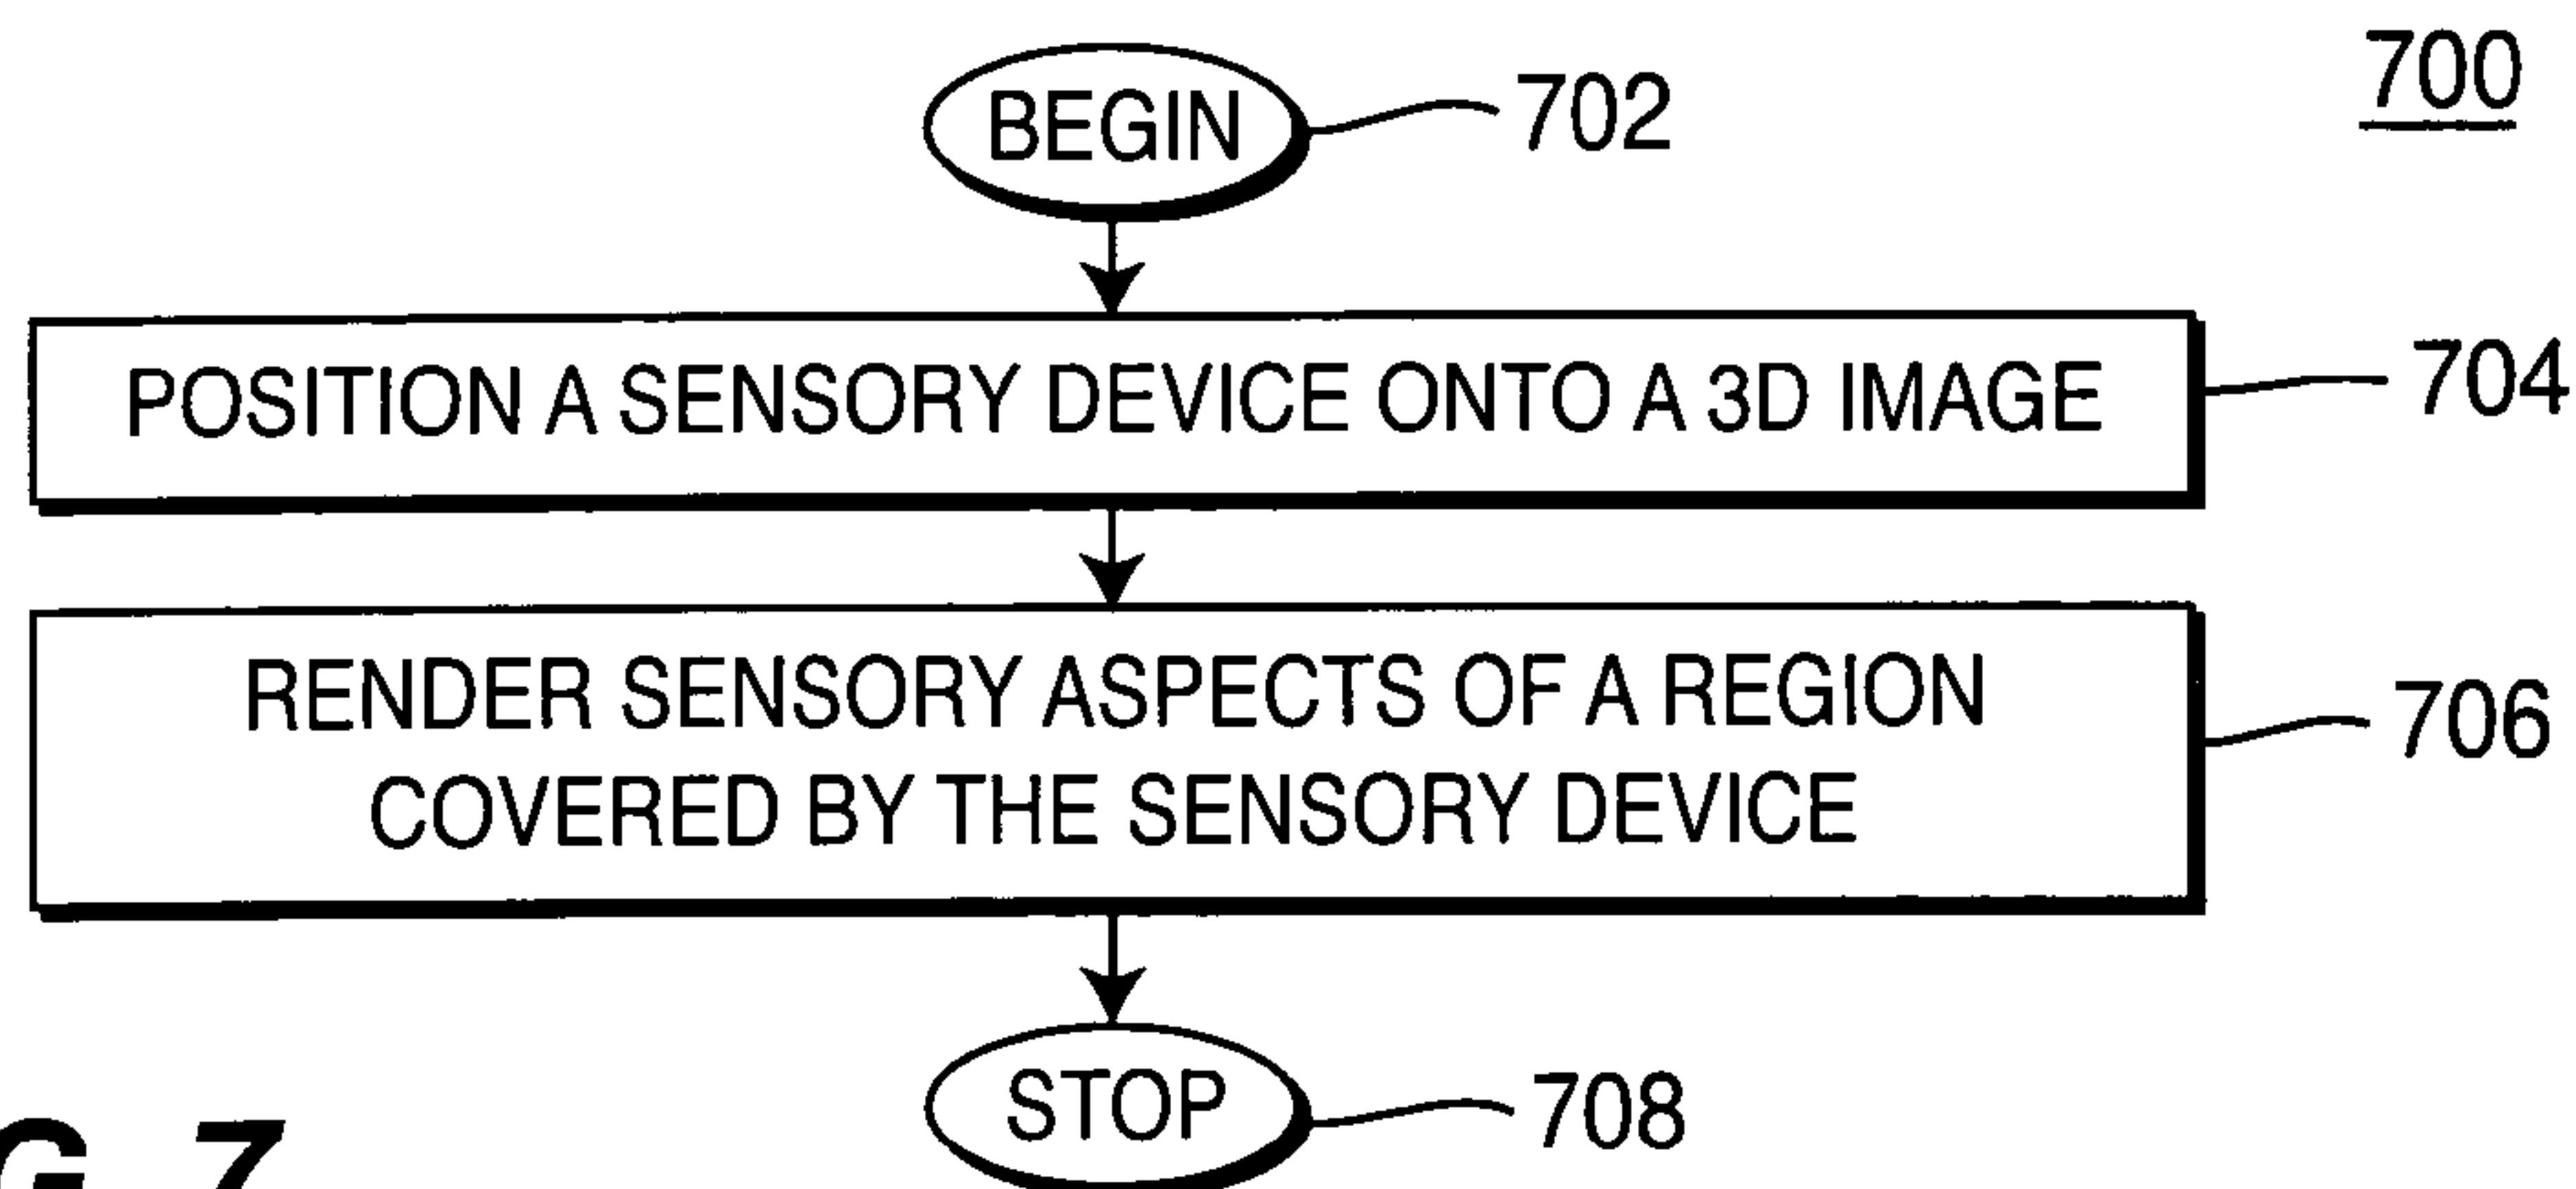 700
BEGIN
702
POSITION A SENSORY DEVICE ONTO A 3D IMAGE
704
RENDER SENSORY ASPECTS OF A REGION
COVERED BY THE SENSORY DEVICE
706
STOP
708